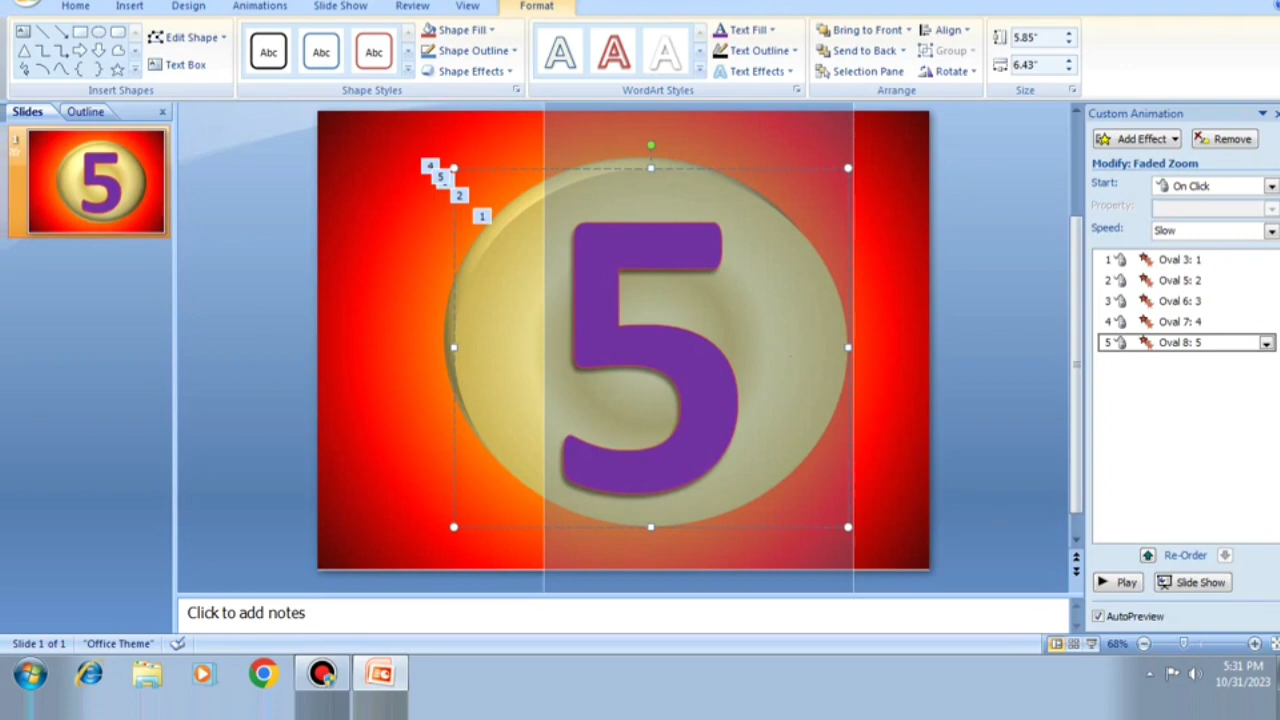 Home Insert Design Animations Slide Show Review View Format
Edit Shape
Text Box
Insert Shapes
Abc Abc Abc
Shape Fill
Shape Outline
Shape Effects
Shape Styles
A A A
Text Fill
Text Outline
Text Effects
WordArt Styles
Bring to Front
Send to Back
Selection Pane
Align
Group
Rotate
Arrange
5.85"
6.43"
Size
Slides Outline
1
5
4
5
2
1
5
Custom Animation
Add Effect Remove
Modify: Faded Zoom
Start: On Click
Property:
Speed: Slow
1 Oval 3: 1
2 Oval 5: 2
3 Oval 6: 3
4 Oval 7: 4
5 Oval 8: 5
Re-Order
Play Slide Show
AutoPreview
Click to add notes
Slide 1 of 1 "Office Theme" 68%
5:31 PM
10/31/2023